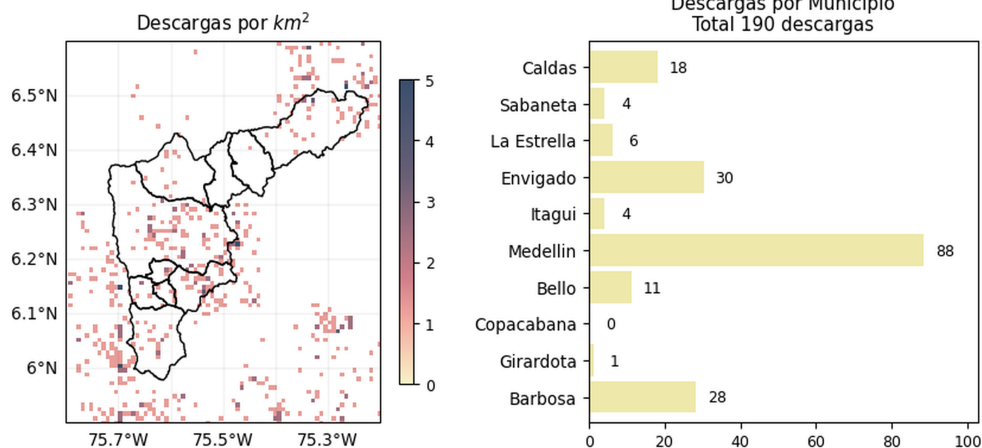 Descargas por km²
6.5°N
6.4°N
6.3°N
6.2°N
6.1°N
6°N
75.7°W
75.5°W
75.3°W
5
4
3
2
1
0
Descargas por Municipio
Total 190 descargas
Caldas 18
Sabaneta 4
La Estrella 6
Envigado 30
Itagui 4
Medellin 88
Bello 11
Copacabana 0
Girardota 1
Barbosa 28
0 20 40 60 80 100